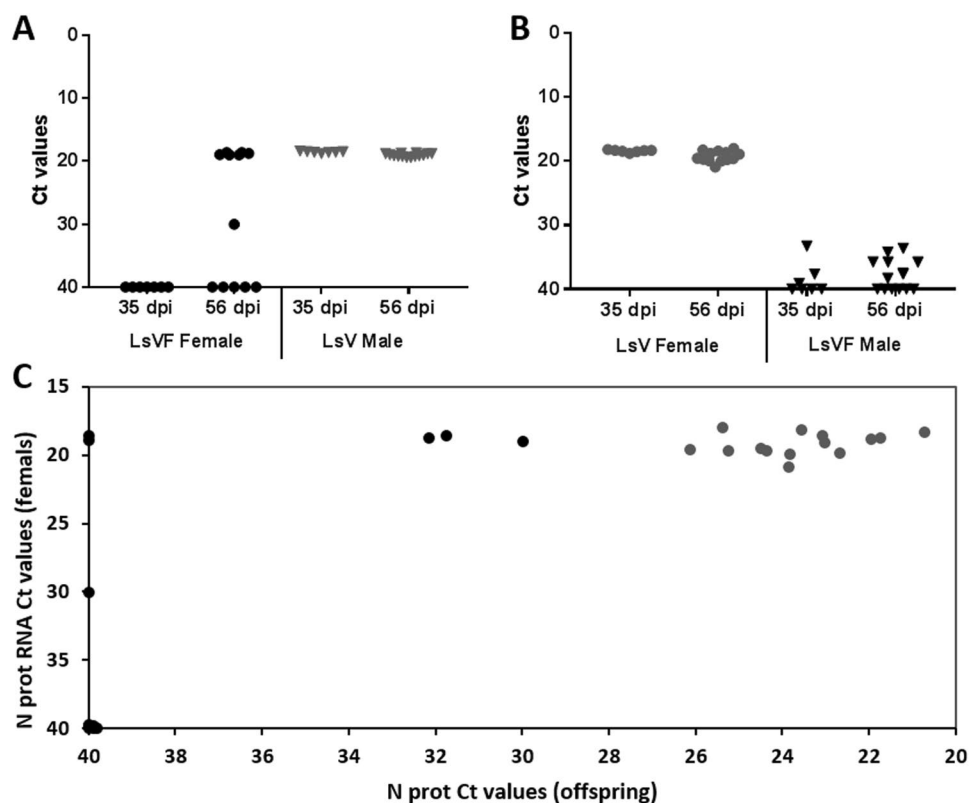 A
Ct values
0
10
20
30
40
35 dpi 56 dpi 35 dpi 56 dpi
LsVF Female LsV Male
B
Ct values
0
10
20
30
40
35 dpi 56 dpi 35 dpi 56 dpi
LsV Female LsVF Male
C
N prot RNA Ct values (femals)
15
20
25
30
35
40
40 38 36 34 32 30 28 26 24 22 20
N prot Ct values (offspring)